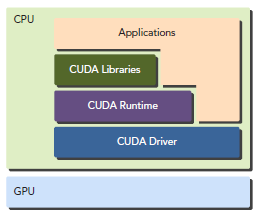 CPU
Applications
CUDA Libraries
CUDA Runtime
CUDA Driver
GPU